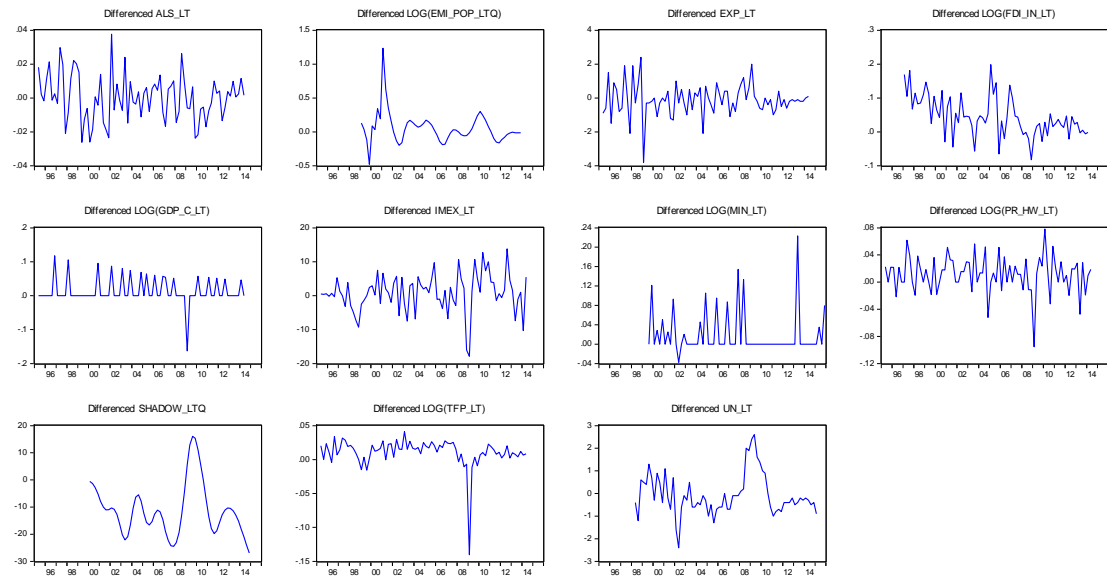 Differenced ALS_LT
.04
.02
.00
-.02
-.04
96 98 00 02 04 06 08 10 12 14
Differenced LOG(EMI_POP_LTQ)
1.5
1.0
0.5
0.0
-0.5
96 98 00 02 04 06 08 10 12 14
Differenced EXP_LT
4
2
0
-2
-4
96 98 00 02 04 06 08 10 12 14
Differenced LOG(FDI_IN_LT)
.3
.2
.1
.0
-.1
96 98 00 02 04 06 08 10 12 14
Differenced LOG(GDP_C_LT)
.2
.1
.0
-.1
-.2
96 98 00 02 04 06 08 10 12 14
Differenced IMEX_LT
20
10
0
-10
-20
96 98 00 02 04 06 08 10 12 14
Differenced LOG(MIN_LT)
.24
.20
.16
.12
.08
.04
.00
-.04
96 98 00 02 04 06 08 10 12 14
Differenced LOG(PR_HW_LT)
.08
.04
.00
-.04
-.08
-.12
96 98 00 02 04 06 08 10 12 14
Differenced SHADOW_LTQ
20
10
0
-10
-20
-30
96 98 00 02 04 06 08 10 12 14
Differenced LOG(TFP_LT)
.05
.00
-.05
-.10
-.15
96 98 00 02 04 06 08 10 12 14
Differenced UN_LT
3
2
1
0
-1
-2
-3
96 98 00 02 04 06 08 10 12 14